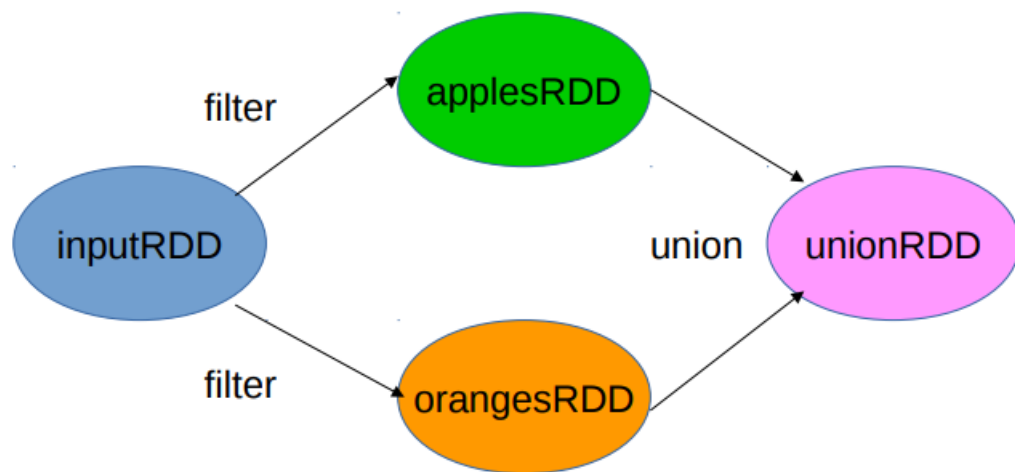 applesRDD
filter
inputRDD
union
unionRDD
filter
orangesRDD